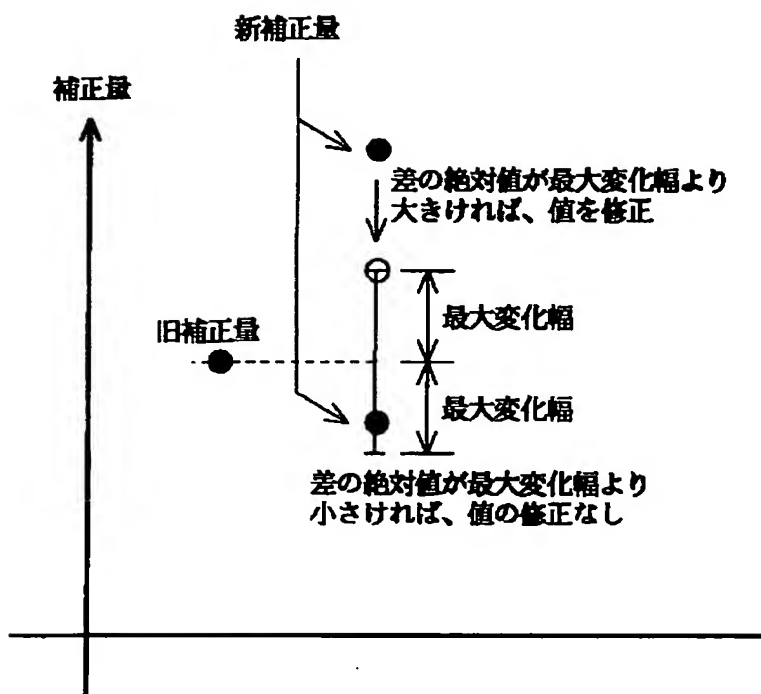 新補正量
補正量
差の絶対値が最大変化幅より
大きければ、値を修正
最大変化幅
旧補正量
最大変化幅
差の絶対値が最大変化幅より
小さければ、値の修正なし